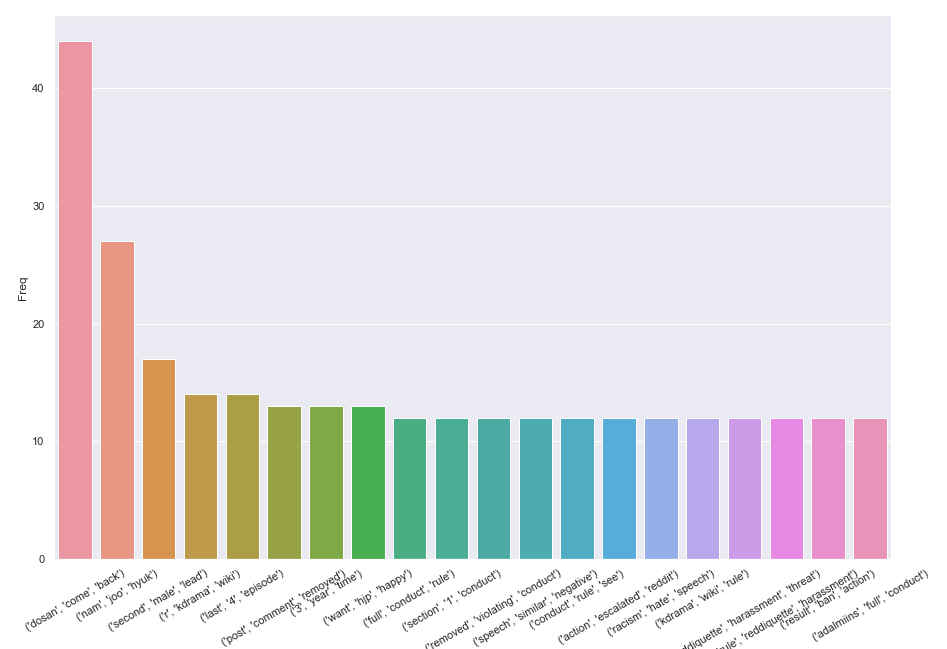 40
30
20
10
0
Freq
('dosan', 'come', 'back')
('nam', 'joo', 'hyuk')
('second', 'male', 'lead')
('r', 'kdrama', 'wiki')
('last', '4', 'episode')
('post', 'comment', 'removed')
('3', 'year', 'time')
('want', 'hjp', 'happy')
('full', 'conduct', 'rule')
('section', '1', 'conduct')
('removed', 'violating', 'conduct')
('speech', 'similar', 'negative')
('conduct', 'rule', 'see')
('action', 'escalated', 'reddit')
('racism', 'hate', 'speech')
('kdrama', 'wiki', 'rule')
ddiquette', 'harassment', 'threat')
ule', 'reddiquette', 'harassment')
('result', 'ban', 'action')
('adalmiins', 'full', 'conduct')